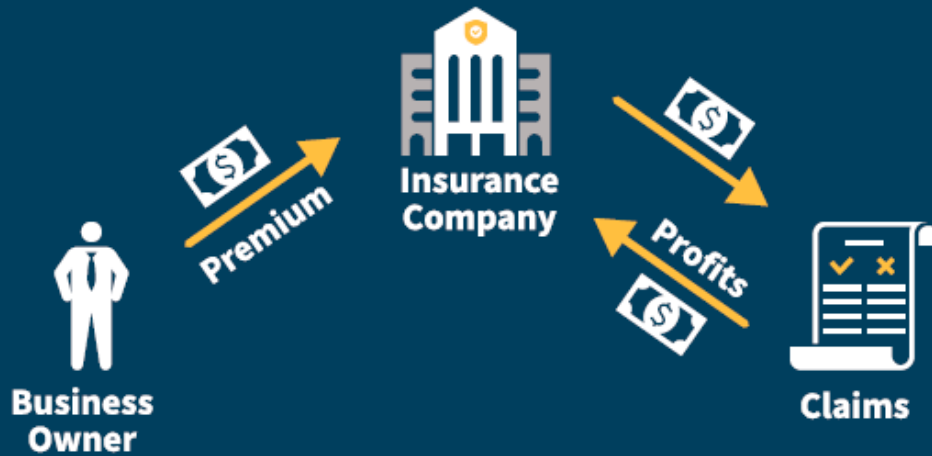 Insurance
Company
Premium
Profits
Business
Owner
Claims
$
$
$